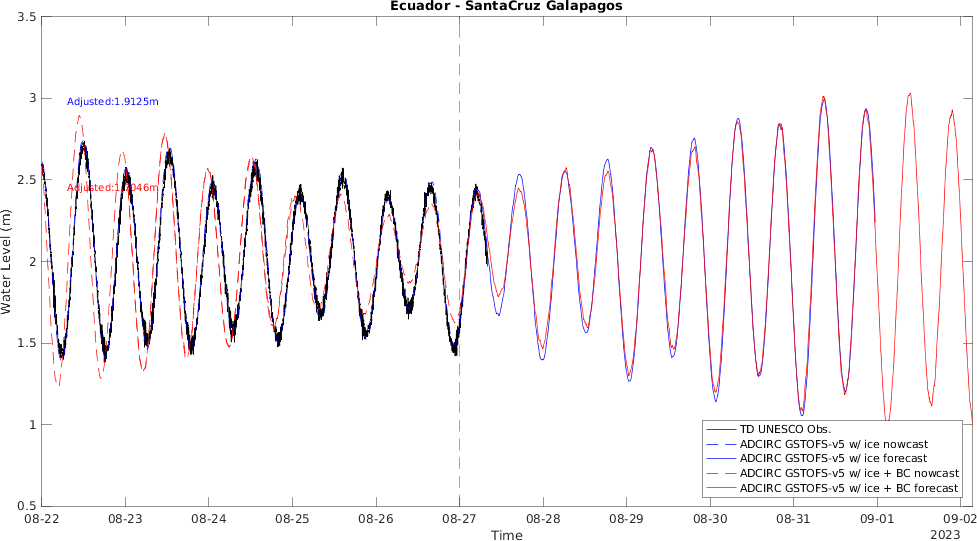 Ecuador - SantaCruz Galapagos
3.5
3
2.5
2
1.5
1
0.5
Water Level (m)
Adjusted:1.9125m
TD UNESCO Obs.
ADCIRC GSTOFS-v5 w/ ice nowcast
ADCIRC GSTOFS-v5 w/ ice forecast
ADCIRC GSTOFS-v5 w/ ice + BC nowcast
ADCIRC GSTOFS-v5 w/ ice + BC forecast
08-22 08-23 08-24 08-25 08-26 08-27 08-28 08-29 08-30 08-31 09-01 09-02
Time
2023